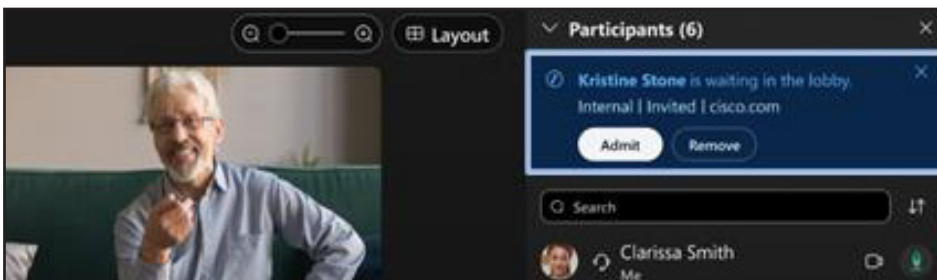 Layout
Participants (6)
Kristine Stone is waiting in the lobby.
Internal | Invited | cisco.com
Admit
Remove
Search
Clarissa Smith
Me